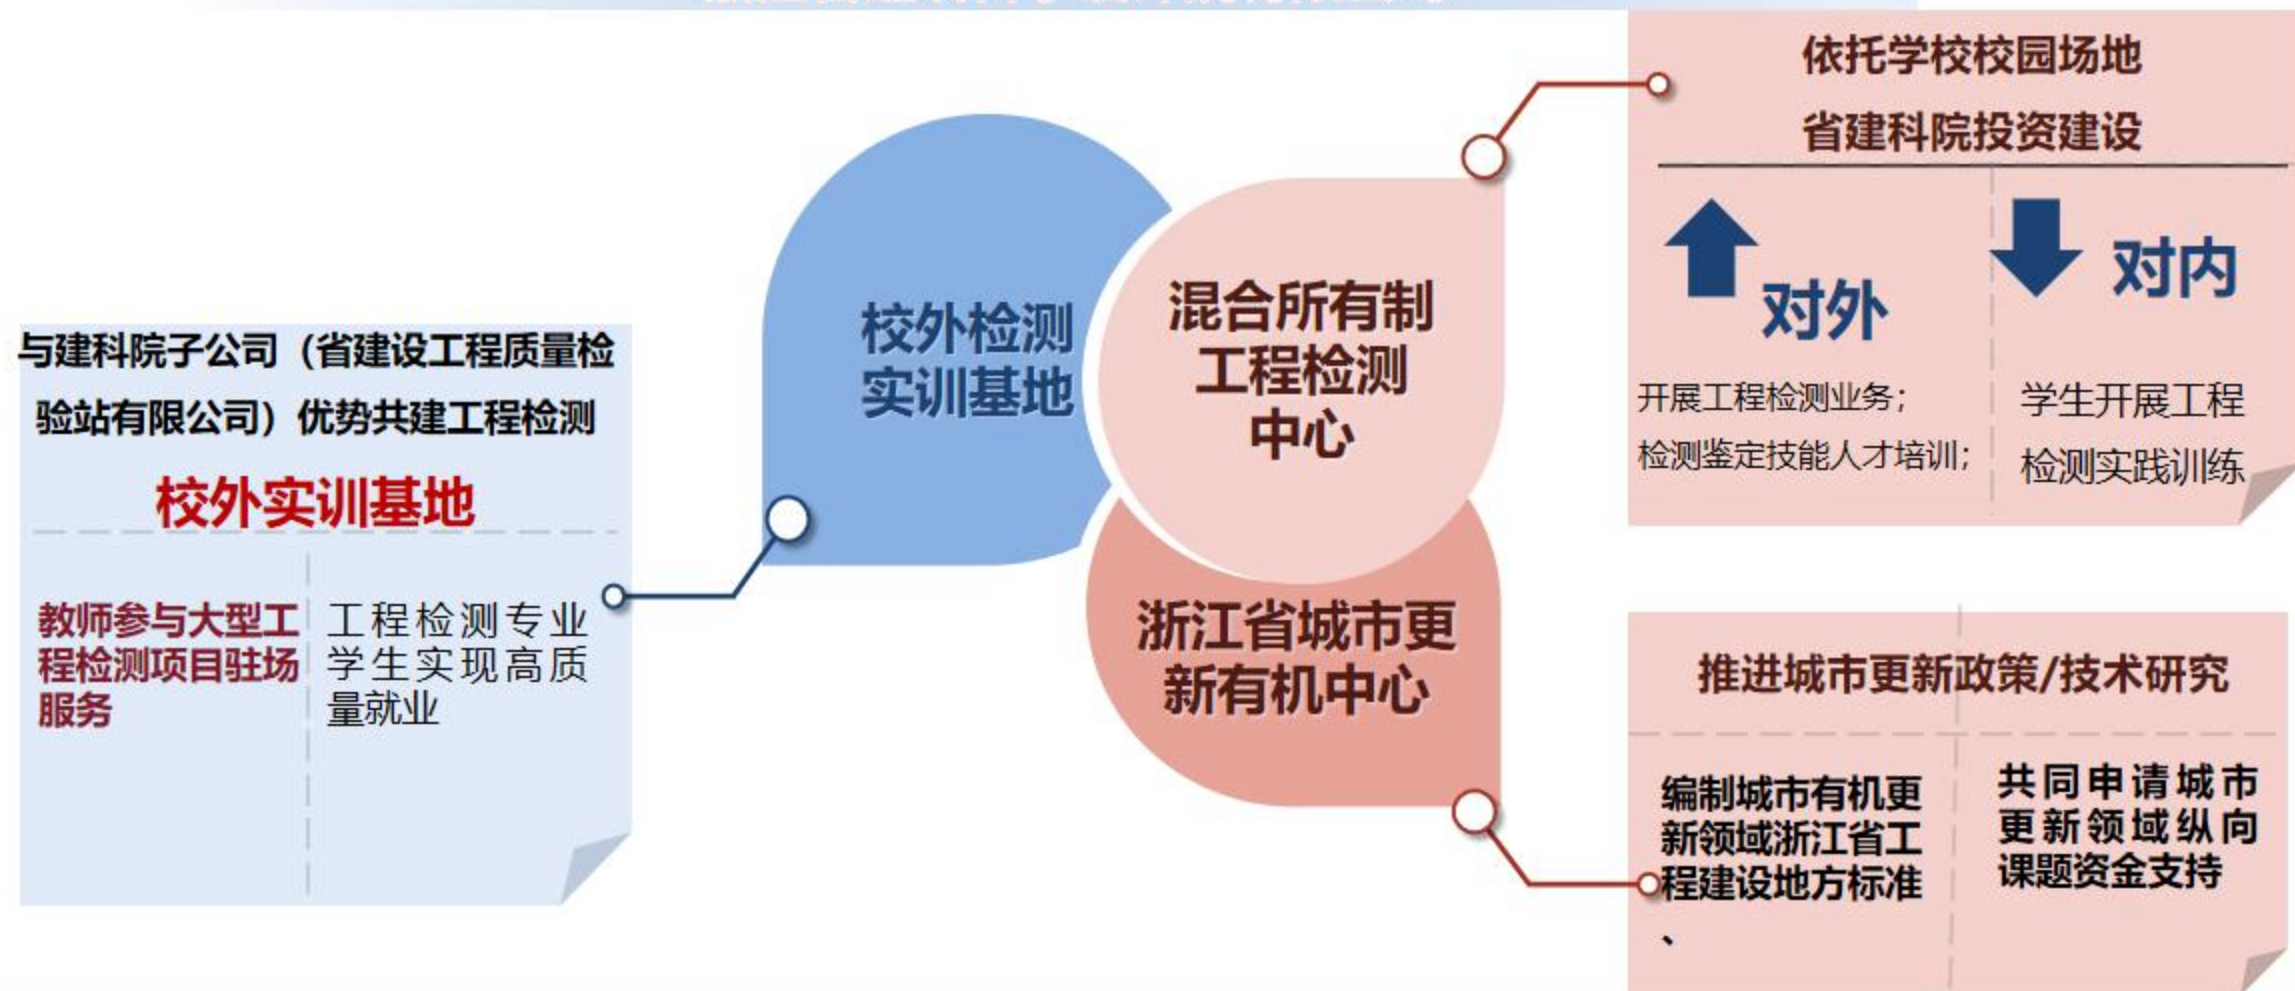 与建科院子公司（省建设工程质量检
验站有限公司）优势共建工程检测
校外实训基地
教师参与大型工
程检测项目驻场
服务
工程检测专业
学生实现高质
量就业
校外检测
实训基地
混合所有制
工程检测
中心
浙江省城市更
新有机中心
依托学校校园场地
省建科院投资建设
对外
开展工程检测业务；
检测鉴定技能人才培训；
对内
学生开展工程
检测实践训练
推进城市更新政策/技术研究
编制城市有机更
新领域浙江省工
程建设地方标准
、
共同申请城市
更新领域纵向
课题资金支持